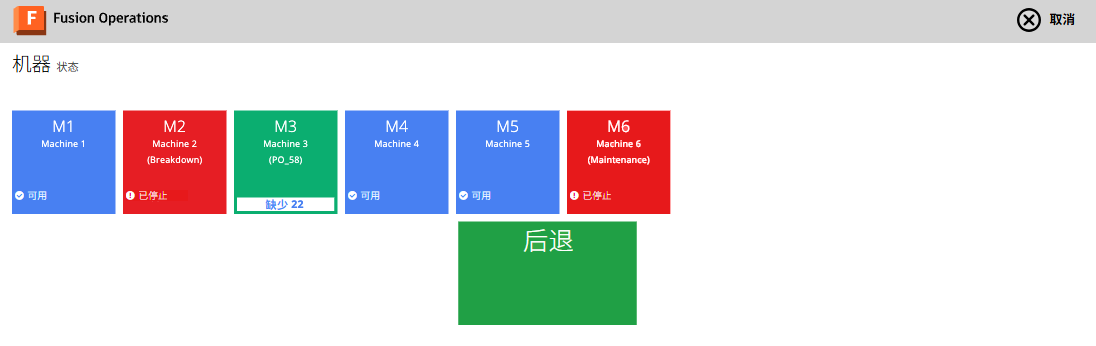 F Fusion Operations
取消
机器 状态
M1
Machine 1
可用
M2
Machine 2
(Breakdown)
已停止
M3
Machine 3
(PO_58)
缺少 22
M4
Machine 4
可用
M5
Machine 5
可用
M6
Machine 6
(Maintenance)
已停止
后退